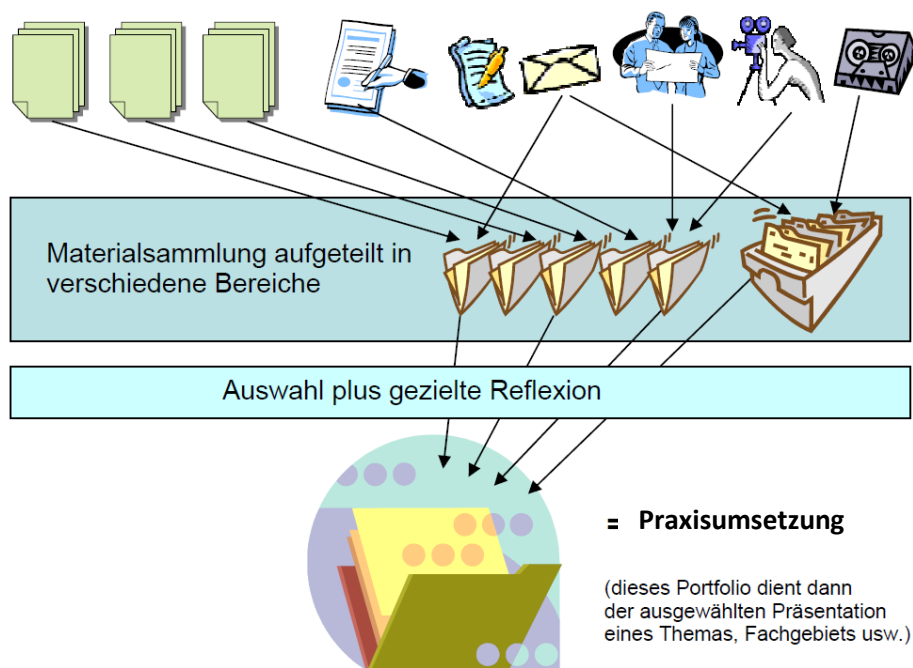 Materialsammlung aufgeteilt in
verschiedene Bereiche
Auswahl plus gezielte Reflexion
= Praxisumsetzung
(dieses Portfolio dient dann
der ausgewählten Präsentation
eines Themas, Fachgebiets usw.)